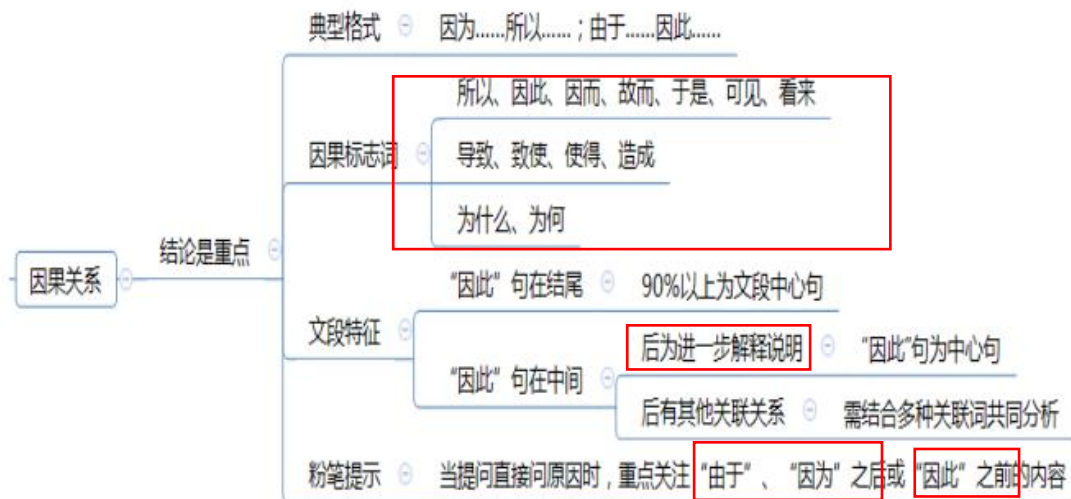 典型格式 因为......所以......；由于......因此......
所以、因此、因而、故而、于是、可见、看来
因果标志词 导致、致使、使得、造成
为什么、为何
结论是重点
因果关系
“因此”句在结尾 90%以上为文段中心句
文段特征
后为进一步解释说明 “因此”句为中心句
“因此”句在中间
后有其他关联关系 需结合多种关联词共同分析
粉笔提示 当提问直接问原因时，重点关注“由于”、“因为”之后或“因此”之前的内容